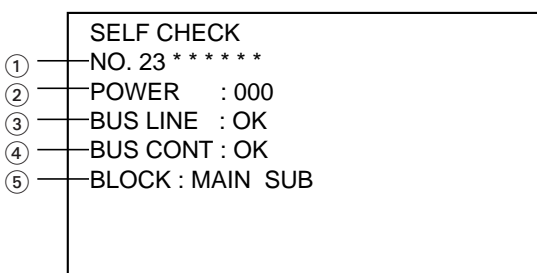 SELF CHECK
① NO. 23 * * * * * *
② POWER : 000
③ BUS LINE : OK
④ BUS CONT : OK
⑤ BLOCK : MAIN SUB